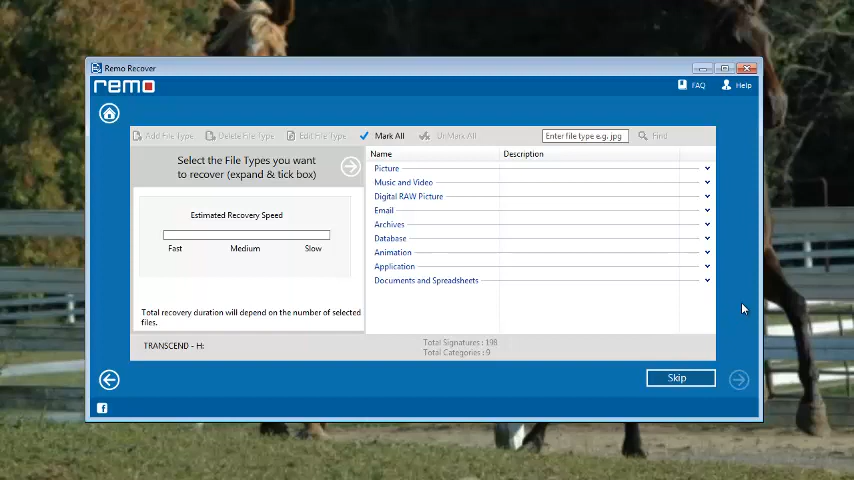 Remo Recover
remo
FAQ
Help
Add File Type
Delete File Type
Edit File Type
Mark All
UnMark All
Enter file type e.g. jpg
Find
Select the File Types you want
to recover (expand & tick box)
Estimated Recovery Speed
Fast
Medium
Slow
Total recovery duration will depend on the number of selected
files.
Name
Description
Picture
Music and Video
Digital RAW Picture
Email
Archives
Database
Animation
Application
Documents and Spreadsheets
TRANSCEND - H:
Total Signatures : 198
Total Categories : 9
Skip
f